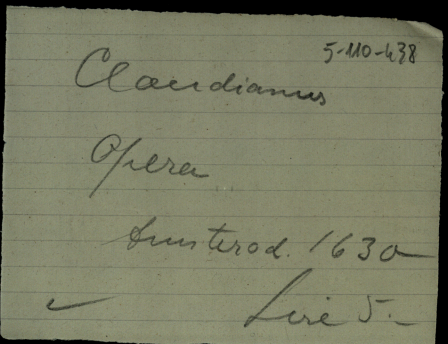 5-110-438
Claudianus
Opera
Amsterod. 1630
Lire 5.-